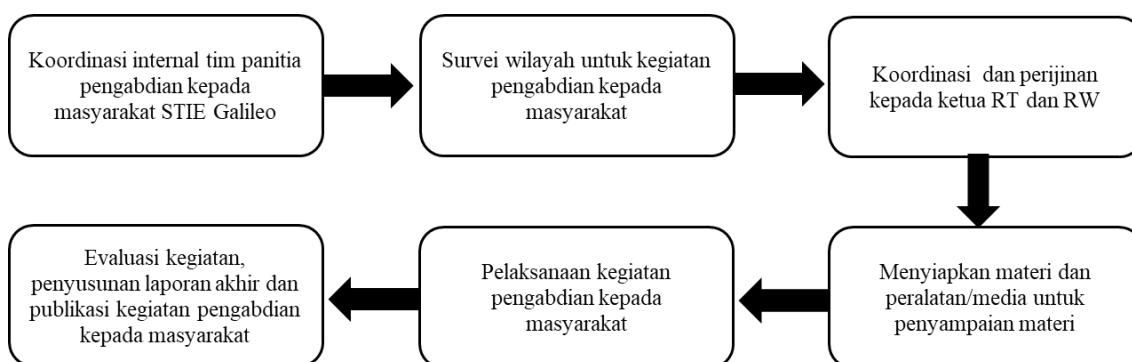 Koordinasi internal tim panitia
pengabdian kepada
masyarakat STIE Galileo
Survei wilayah untuk kegiatan
pengabdian kepada
masyarakat
Koordinasi dan perijinan
kepada ketua RT dan RW
Menyiapkan materi dan
peralatan/media untuk
penyampaian materi
Pelaksanaan kegiatan
pengabdian kepada
masyarakat
Evaluasi kegiatan,
penyusunan laporan akhir dan
publikasi kegiatan pengabdian
kepada masyarakat